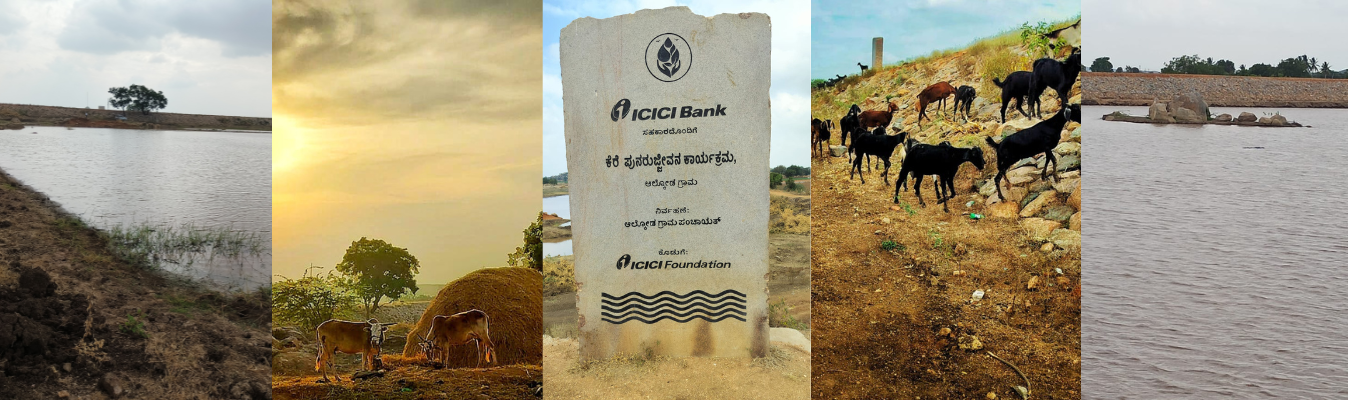 ICICI Bank
ಸಹಕಾರದೊಂದಿಗೆ
ಕೆರೆ ಪುನರುಜ್ಜೀವನ ಕಾರ್ಯಕ್ರಮ,
ಆಲ್ಕೋಡ ಗ್ರಾಮ
ನಿರ್ವಹಣೆ:
ಆಲ್ಕೋಡ ಗ್ರಾಮ ಪಂಚಾಯತ್
ಕೊಡುಗೆ:
ICICI Foundation